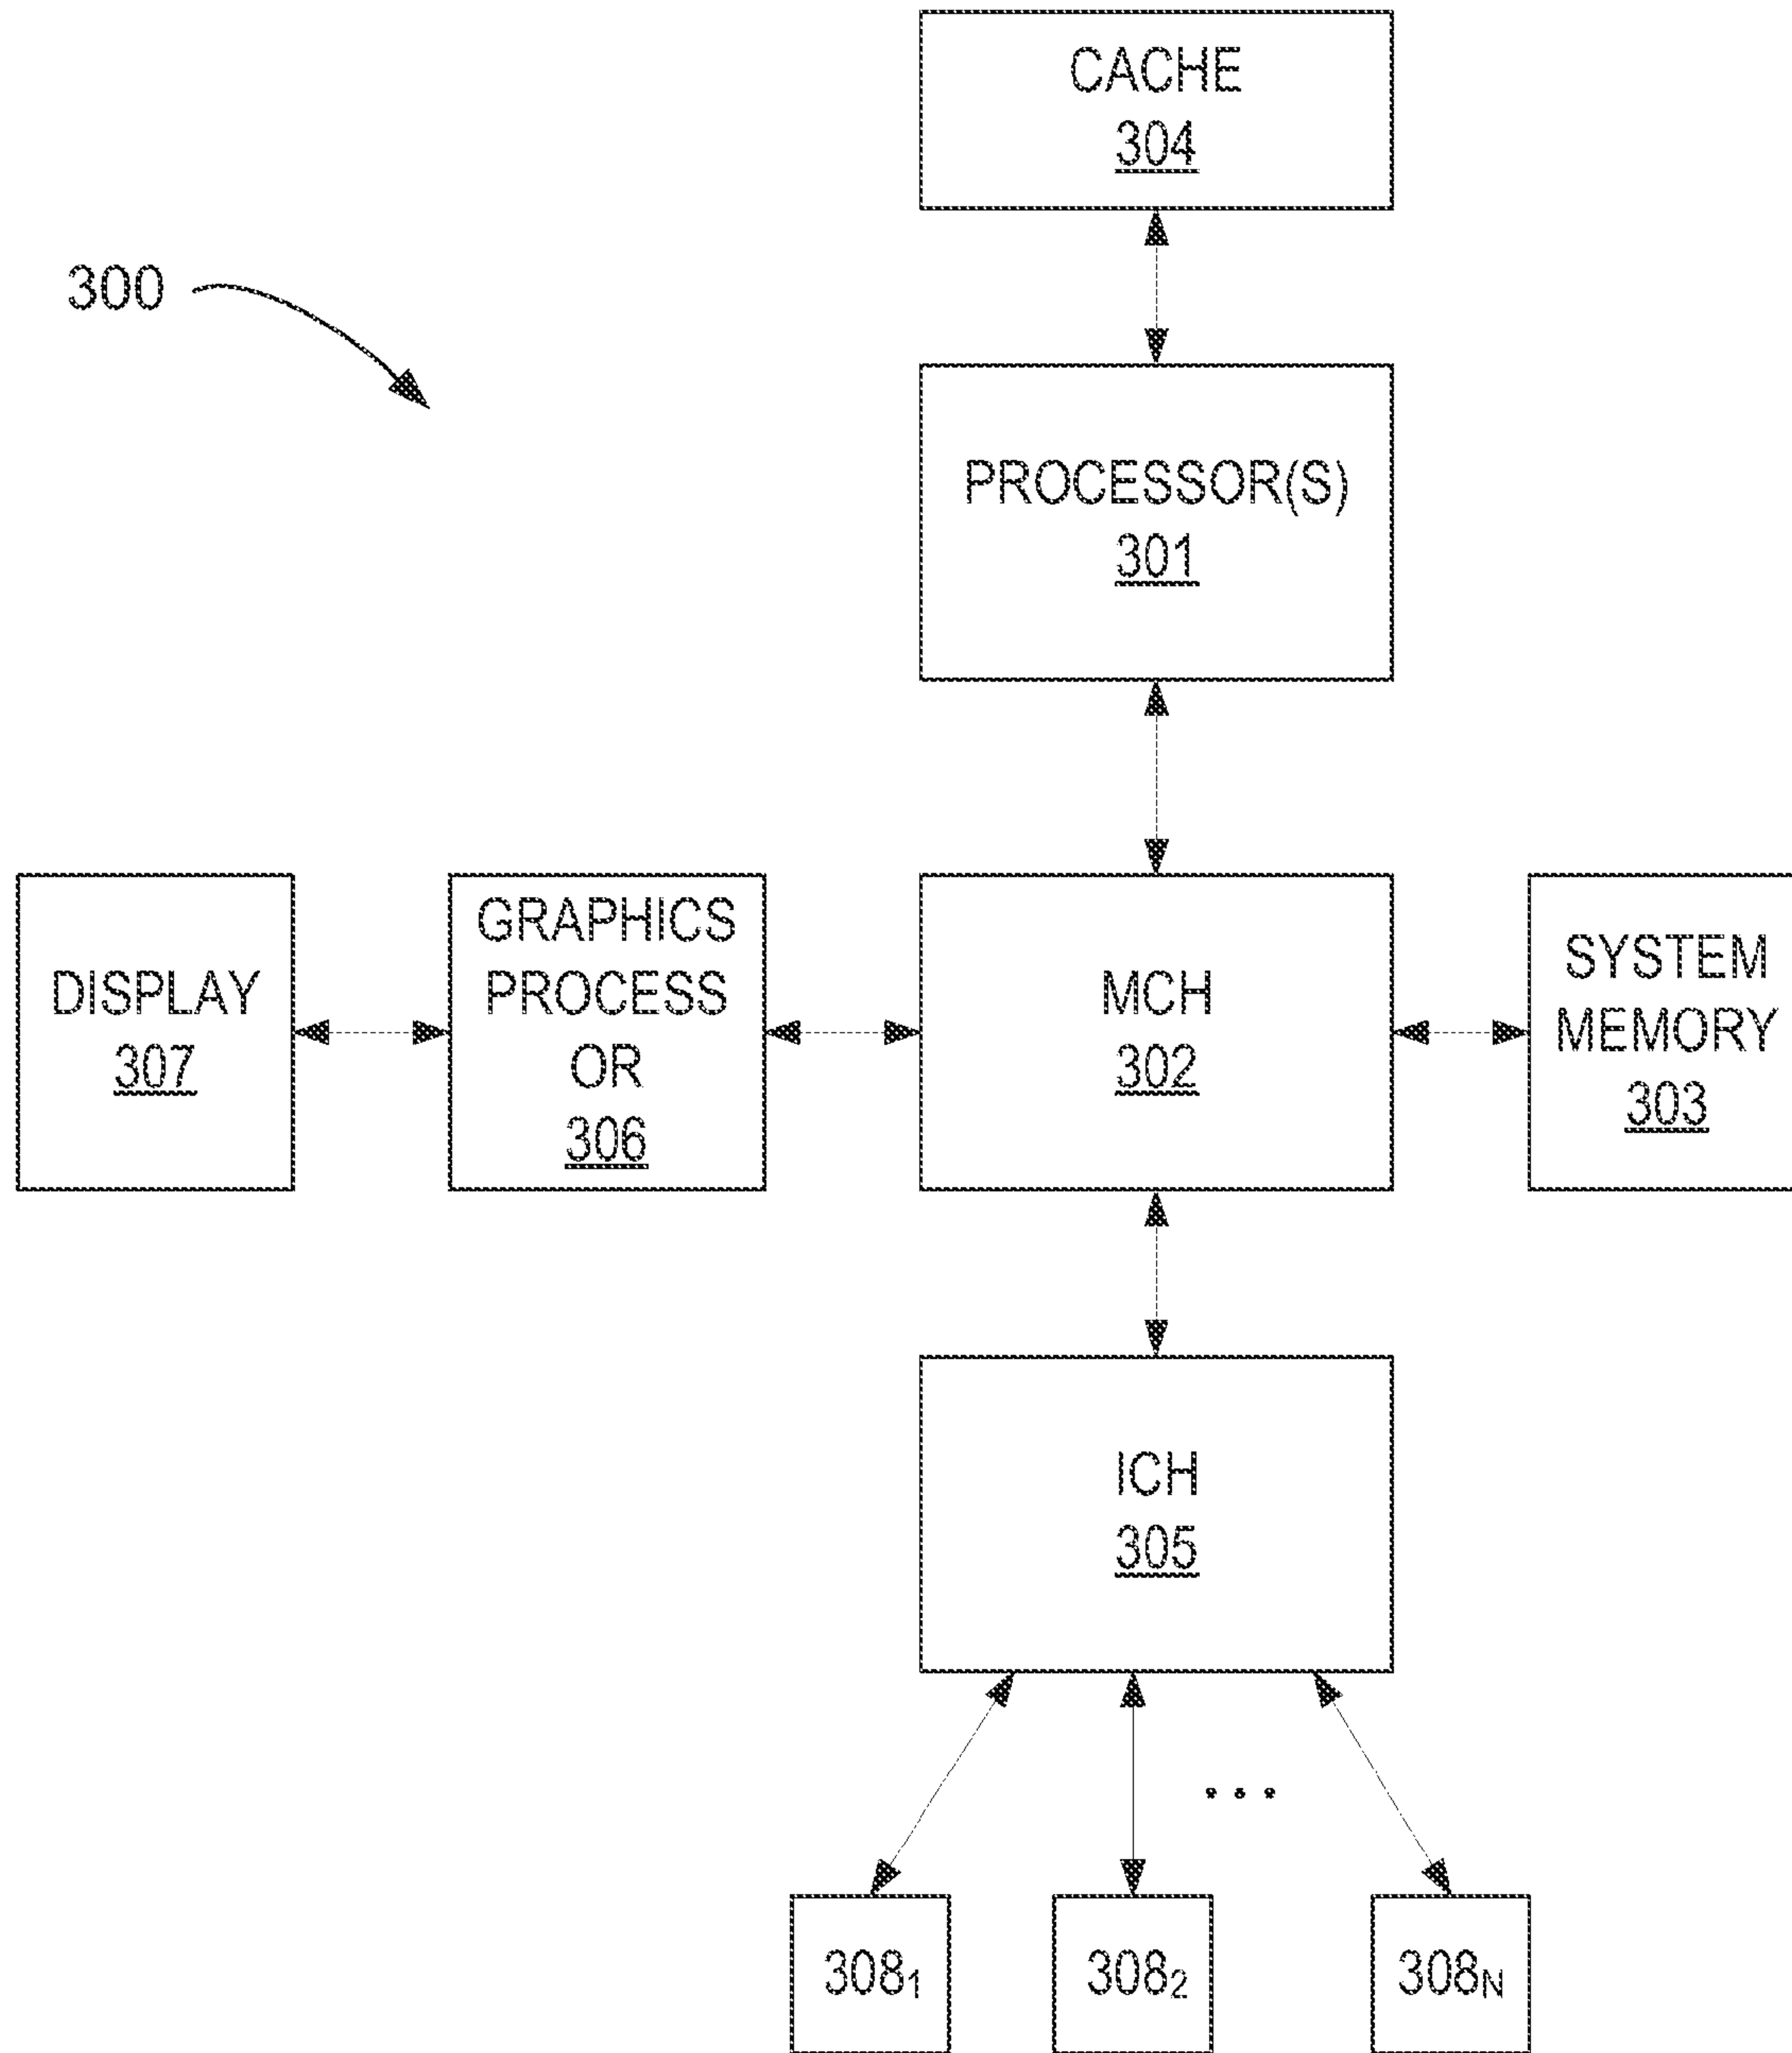 CACHE
304
300
PROCESSOR(S)
301
DISPLAY
307
GRAPHICS
PROCESS
OR
306
MCH
302
SYSTEM
MEMORY
303
ICH
305
...
308₁
308₂
308N